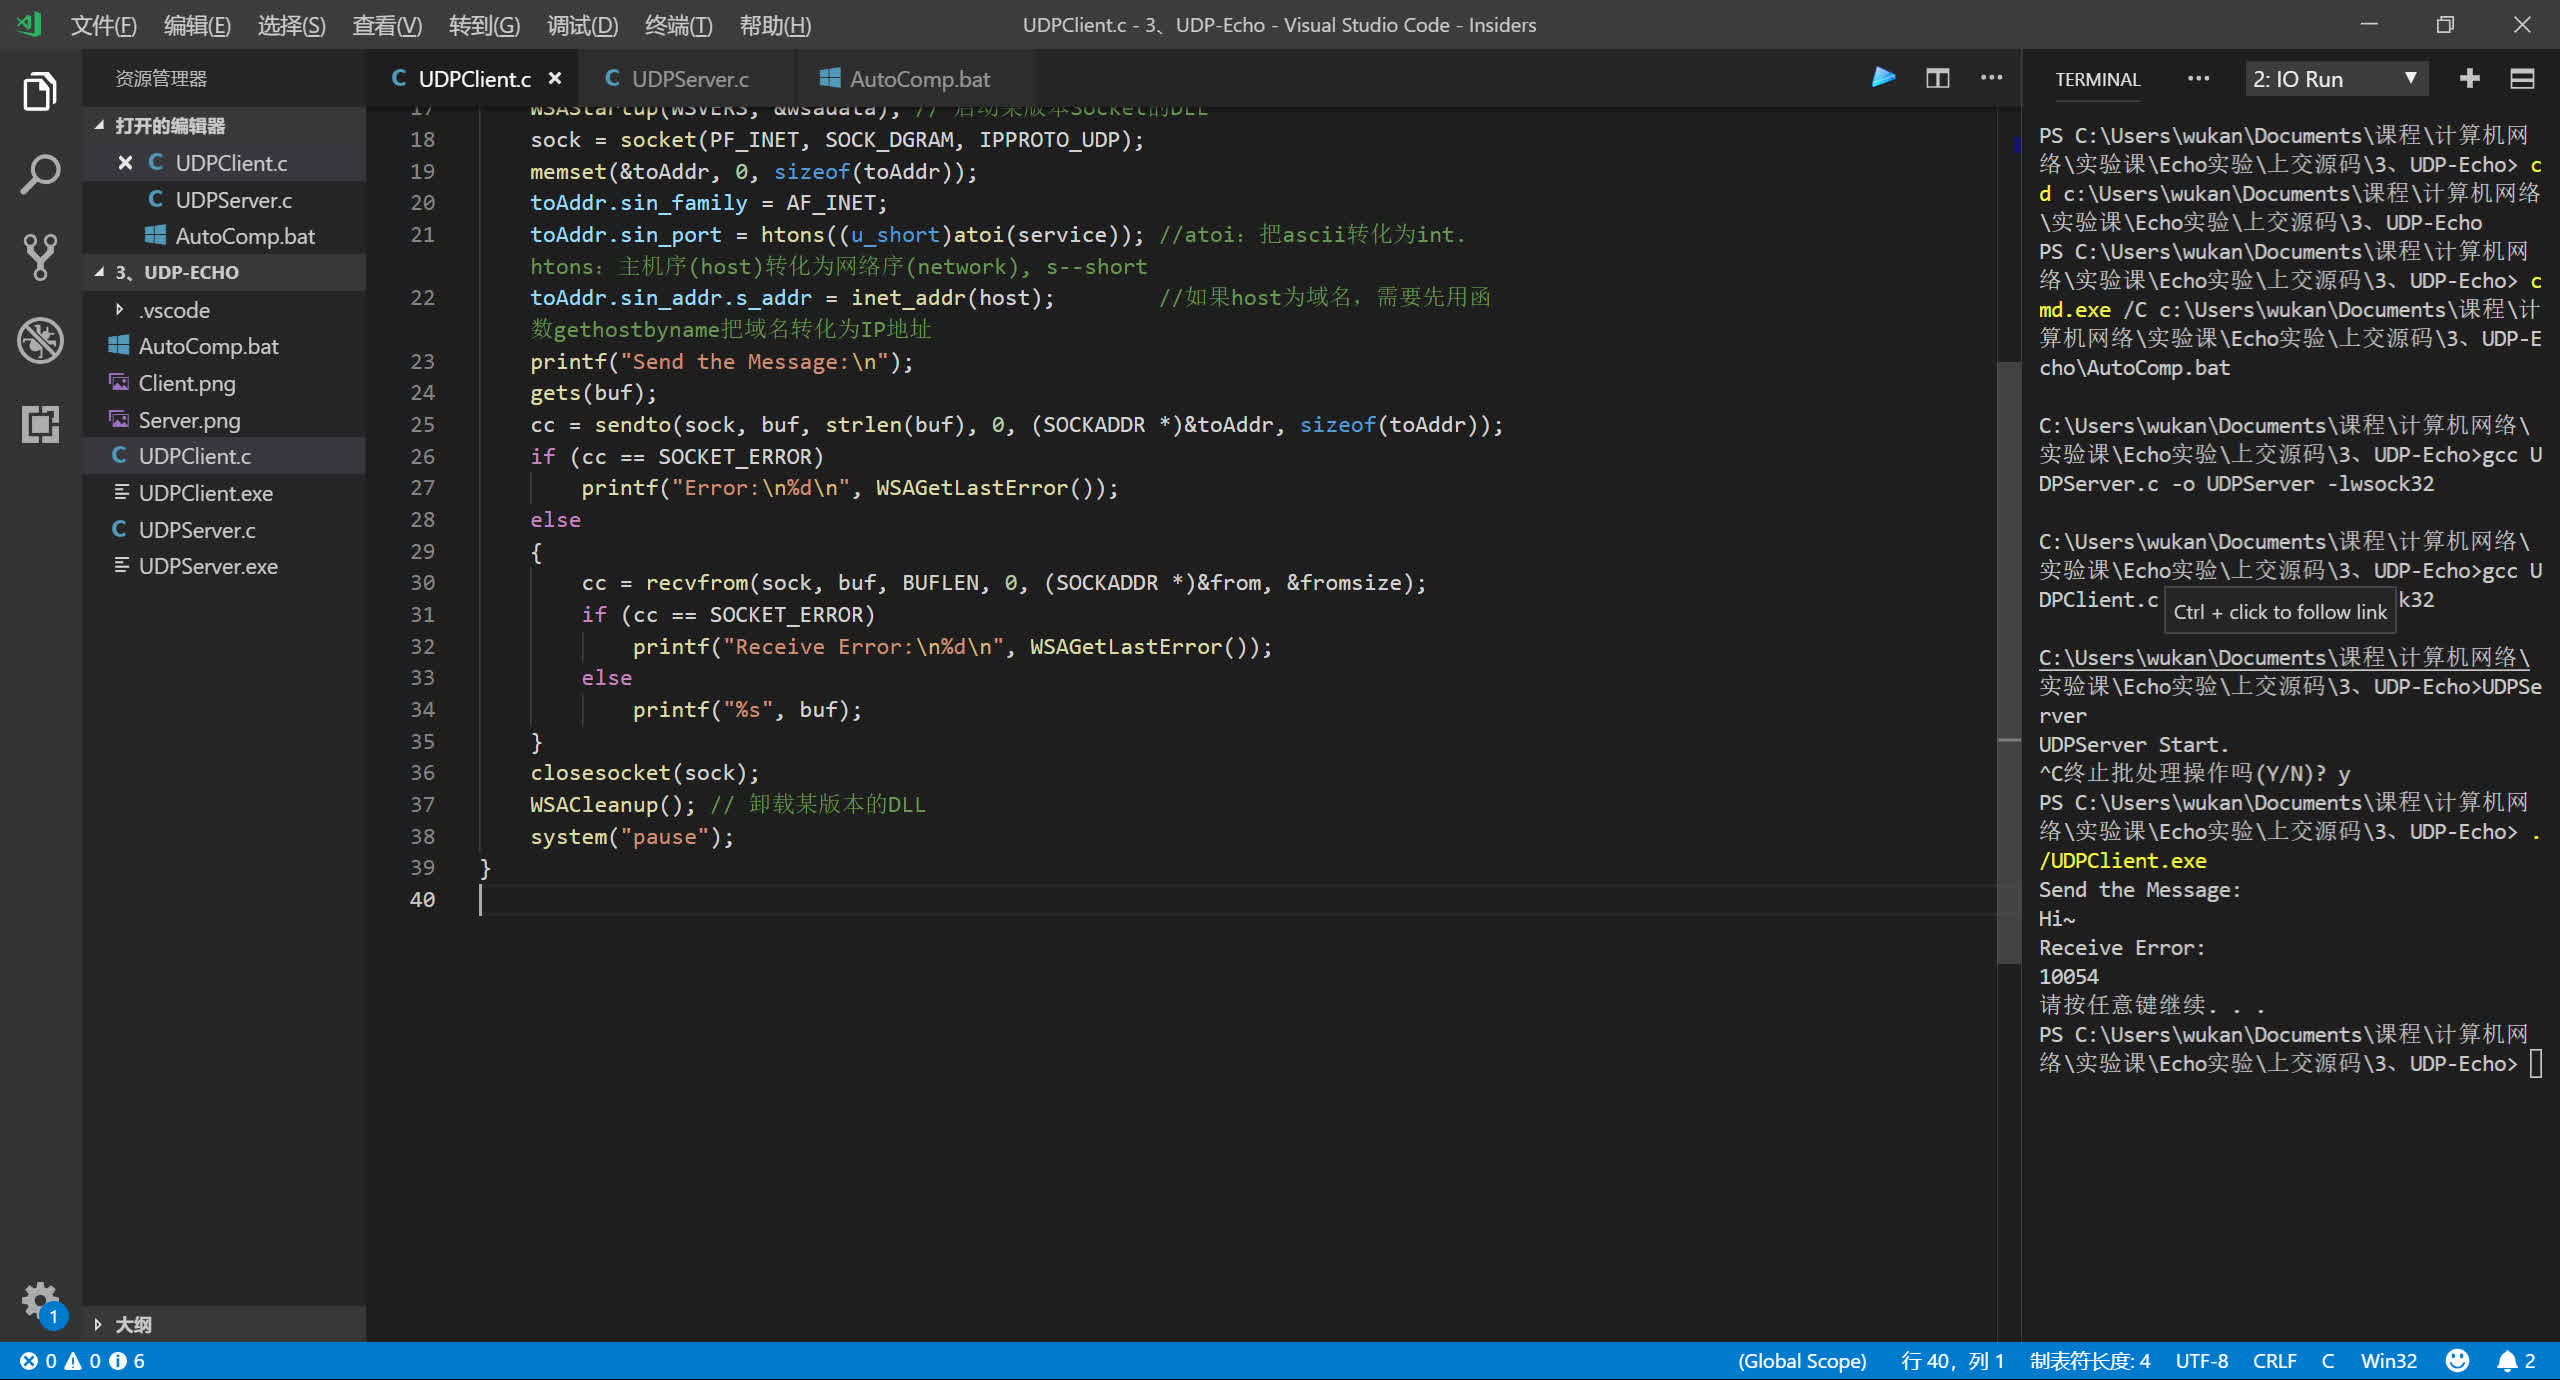 文件(F) 编辑(E) 选择(S) 查看(V) 转到(G) 调试(D) 终端(T) 帮助(H)
UDPClient.c - 3、UDP-Echo - Visual Studio Code - Insiders
资源管理器
打开的编辑器
UDPClient.c
UDPServer.c
AutoComp.bat
3、UDP-ECHO
.vscode
AutoComp.bat
Client.png
Server.png
UDPClient.c
UDPClient.exe
UDPServer.c
UDPServer.exe
大纲
1
UDPClient.c UDPServer.c AutoComp.bat
17 WSAStartup(WSVERS, &wsadata); // 启动某版本Socket的DLL
18 sock = socket(PF_INET, SOCK_DGRAM, IPPROTO_UDP);
19 memset(&toAddr, 0, sizeof(toAddr));
20 toAddr.sin_family = AF_INET;
21 toAddr.sin_port = htons((u_short)atoi(service)); //atoi：把ascii转化为int.
htons：主机序(host)转化为网络序(network), s--short
22 toAddr.sin_addr.s_addr = inet_addr(host); //如果host为域名，需要先用函
数gethostbyname把域名转化为IP地址
23 printf("Send the Message:\n");
24 gets(buf);
25 cc = sendto(sock, buf, strlen(buf), 0, (SOCKADDR *)&toAddr, sizeof(toAddr));
26 if (cc == SOCKET_ERROR)
27 printf("Error:\n%d\n", WSAGetLastError());
28 else
29 {
30 cc = recvfrom(sock, buf, BUFLEN, 0, (SOCKADDR *)&from, &fromsize);
31 if (cc == SOCKET_ERROR)
32 printf("Receive Error:\n%d\n", WSAGetLastError());
33 else
34 printf("%s", buf);
35 }
36 closesocket(sock);
37 WSACleanup(); // 卸载某版本的DLL
38 system("pause");
39 }
40
TERMINAL 2: IO Run
PS C:\Users\wukan\Documents\课程\计算机网
络\实验课\Echo实验\上交源码\3、UDP-Echo> c
d c:\Users\wukan\Documents\课程\计算机网络
\实验课\Echo实验\上交源码\3、UDP-Echo
PS C:\Users\wukan\Documents\课程\计算机网
络\实验课\Echo实验\上交源码\3、UDP-Echo> c
md.exe /C c:\Users\wukan\Documents\课程\计
算机网络\实验课\Echo实验\上交源码\3、UDP-E
cho\AutoComp.bat
C:\Users\wukan\Documents\课程\计算机网络\
实验课\Echo实验\上交源码\3、UDP-Echo>gcc U
DPServer.c -o UDPServer -lwsock32
C:\Users\wukan\Documents\课程\计算机网络\
实验课\Echo实验\上交源码\3、UDP-Echo>gcc U
DPClient.c k32
Ctrl + click to follow link
C:\Users\wukan\Documents\课程\计算机网络\
实验课\Echo实验\上交源码\3、UDP-Echo>UDPSe
rver
UDPServer Start.
^C终止批处理操作吗(Y/N)? y
PS C:\Users\wukan\Documents\课程\计算机网
络\实验课\Echo实验\上交源码\3、UDP-Echo> .
/UDPClient.exe
Send the Message:
Hi~
Receive Error:
10054
请按任意键继续. . .
PS C:\Users\wukan\Documents\课程\计算机网
络\实验课\Echo实验\上交源码\3、UDP-Echo>
0 0 6
(Global Scope) 行 40，列 1 制表符长度: 4 UTF-8 CRLF C Win32 2